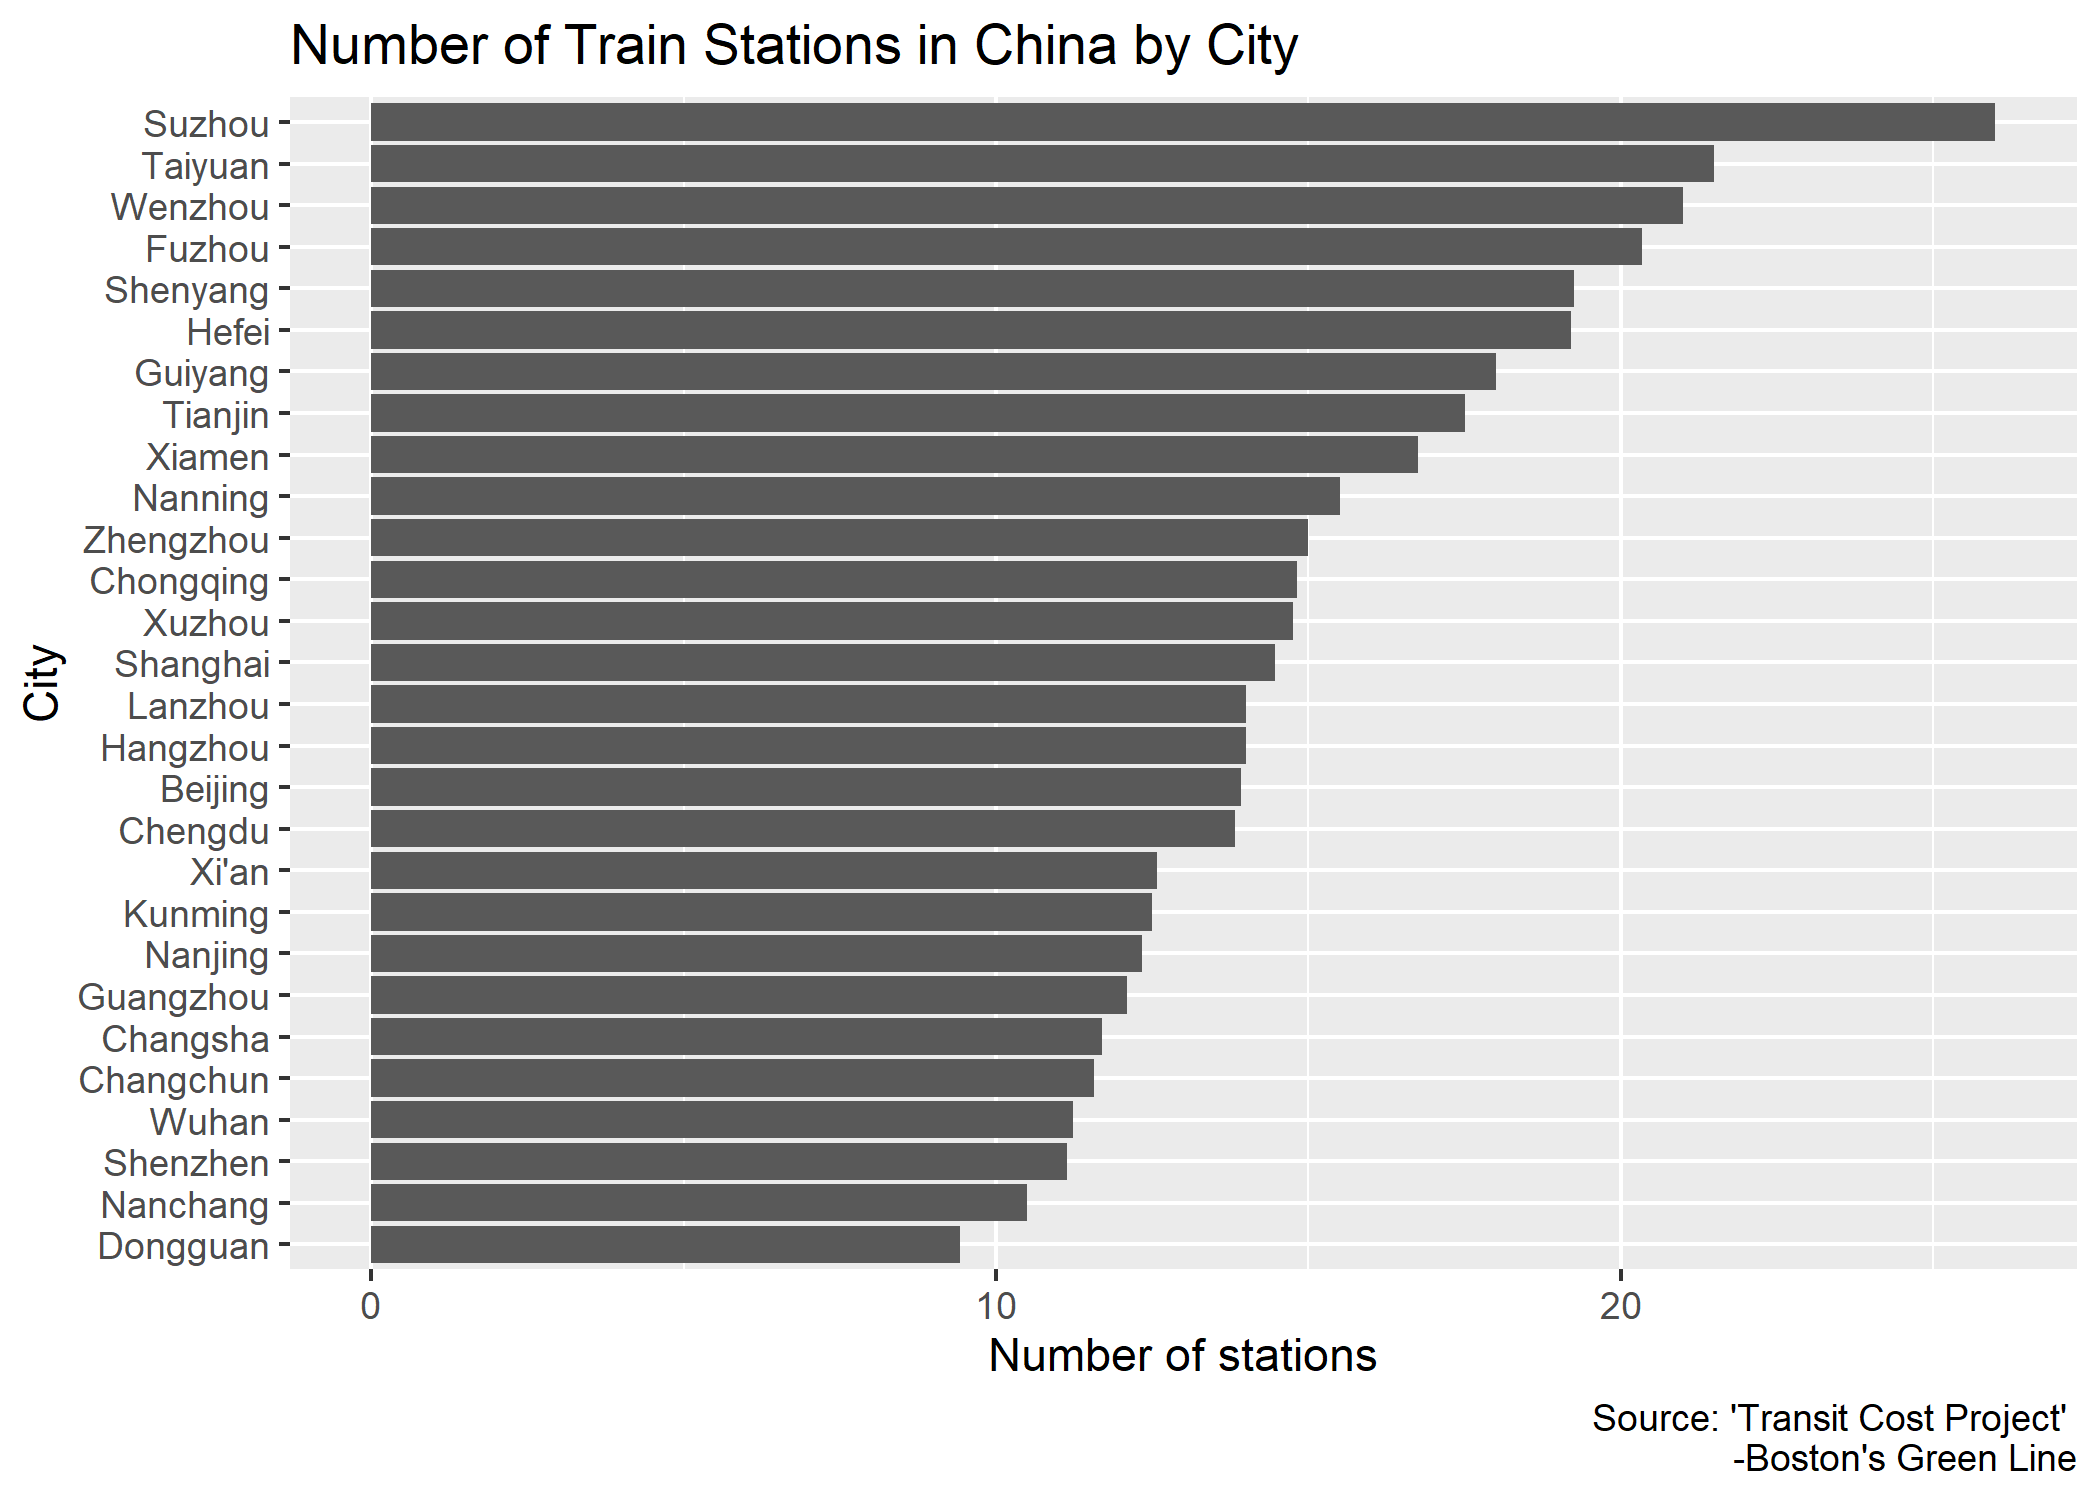 Number of Train Stations in China by City
Suzhou
Taiyuan
Wenzhou
Fuzhou
Shenyang
Hefei
Guiyang
Tianjin
Xiamen
Nanning
Zhengzhou
Chongqing
Xuzhou
Shanghai
Lanzhou
Hangzhou
Beijing
Chengdu
Xi'an
Kunming
Nanjing
Guangzhou
Changsha
Changchun
Wuhan
Shenzhen
Nanchang
Dongguan
City
0 10 20
Number of stations
Source: 'Transit Cost Project'
-Boston's Green Line